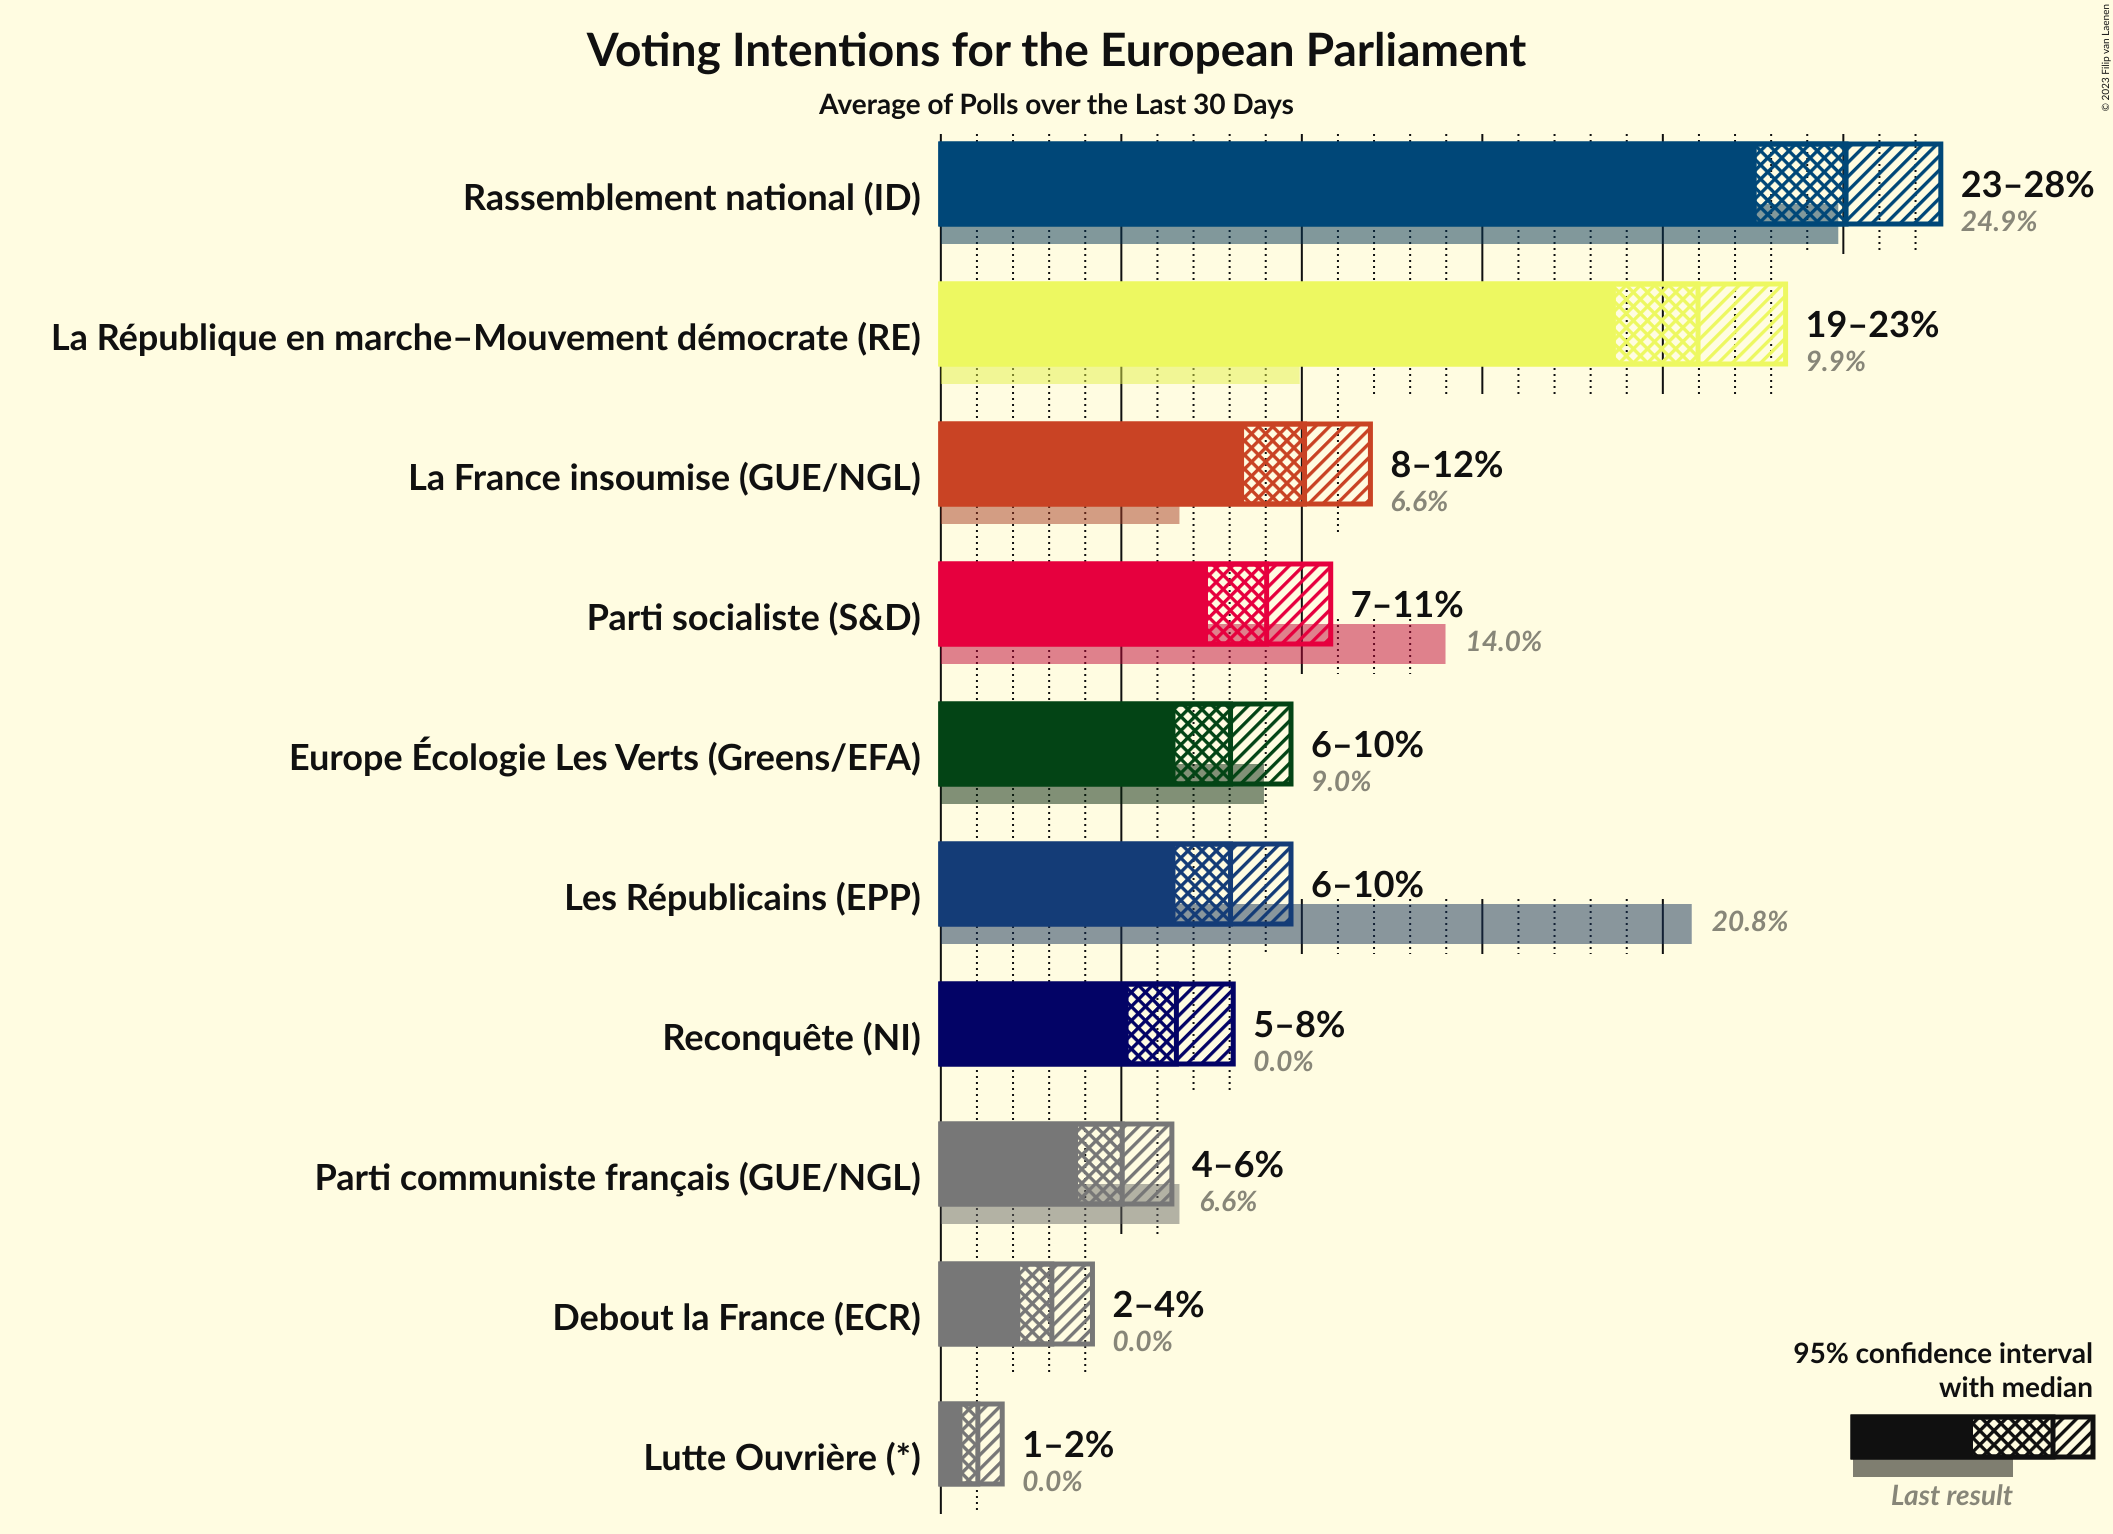 Voting Intentions for the European Parliament
Average of Polls over the Last 30 Days
© 2023 Filip van Laenen
Rassemblement national (ID)
23–28%
24.9%
La République en marche–Mouvement démocrate (RE)
19–23%
9.9%
La France insoumise (GUE/NGL)
8–12%
6.6%
Parti socialiste (S&D)
7–11%
14.0%
Europe Écologie Les Verts (Greens/EFA)
6–10%
9.0%
Les Républicains (EPP)
6–10%
20.8%
Reconquête (NI)
5–8%
0.0%
Parti communiste français (GUE/NGL)
4–6%
6.6%
Debout la France (ECR)
2–4%
0.0%
Lutte Ouvrière (*)
1–2%
0.0%
95% confidence interval
with median
Last result